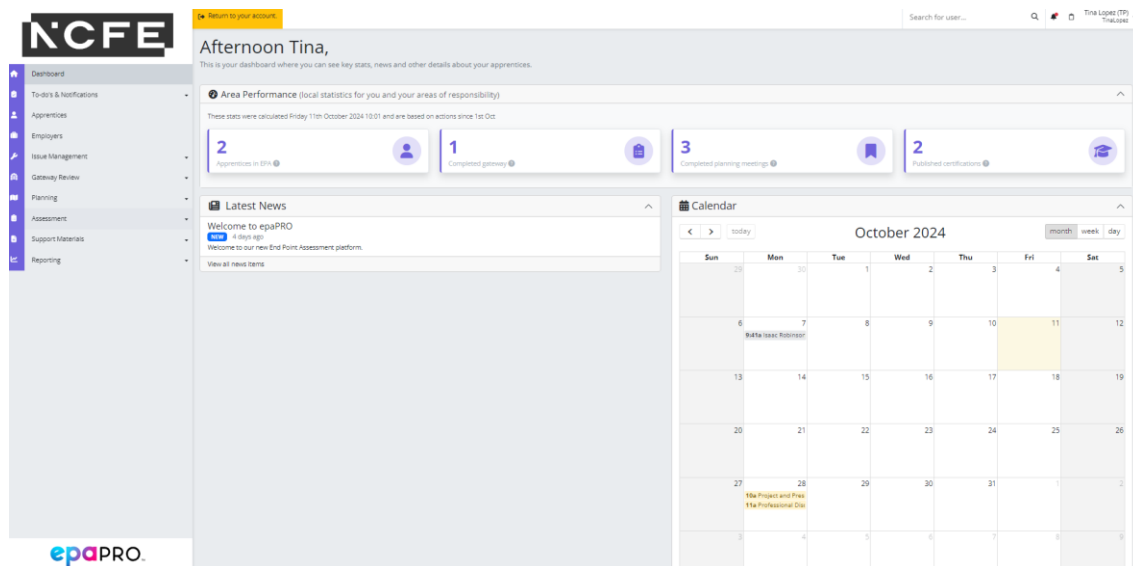 NCFE
Return to your account.
Search for user...
Tina Lopez (TP)
TinaLopez
Afternoon Tina,
This is your dashboard where you can see key stats, news and other details about your apprentices.
Dashboard
To-do's & Notifications
Apprentices
Employers
Issue Management
Gateway Review
Planning
Assessment
Support Materials
Reporting
Area Performance (local statistics for you and your areas of responsibility)
These stats were calculated Friday 11th October 2024 10:01 and are based on actions since 1st Oct
2
Apprentices in EPA
1
Completed gateway
3
Completed planning meetings
2
Published certifications
Latest News
Welcome to epaPRO
NEW 4 days ago
Welcome to our new End Point Assessment platform.
View all news items
Calendar
today
October 2024
month week day
Sun Mon Tue Wed Thu Fri Sat
29 30 1 2 3 4 5
6 7 8 9 10 11 12
9:41a Isaac Robinson
13 14 15 16 17 18 19
20 21 22 23 24 25 26
27 28 29 30 31 1 2
10a Project and Pres
11a Professional Disc
3 4 5 6 7 8 9
epaPRO